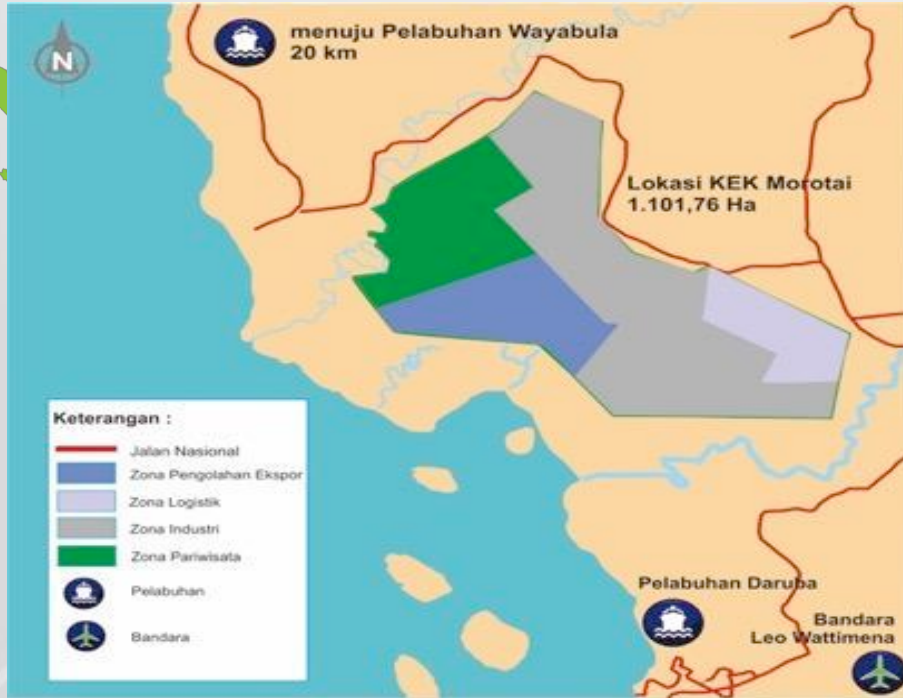 N
menuju Pelabuhan Wayabula
20 km
Lokasi KEK Morotai
1.101,76 Ha
Keterangan :
Jalan Nasional
Zona Pengolahan Ekspor
Zona Logistik
Zona Industri
Zona Pariwisata
Pelabuhan
Bandara
Pelabuhan Daruba
Bandara
Leo Wattimena